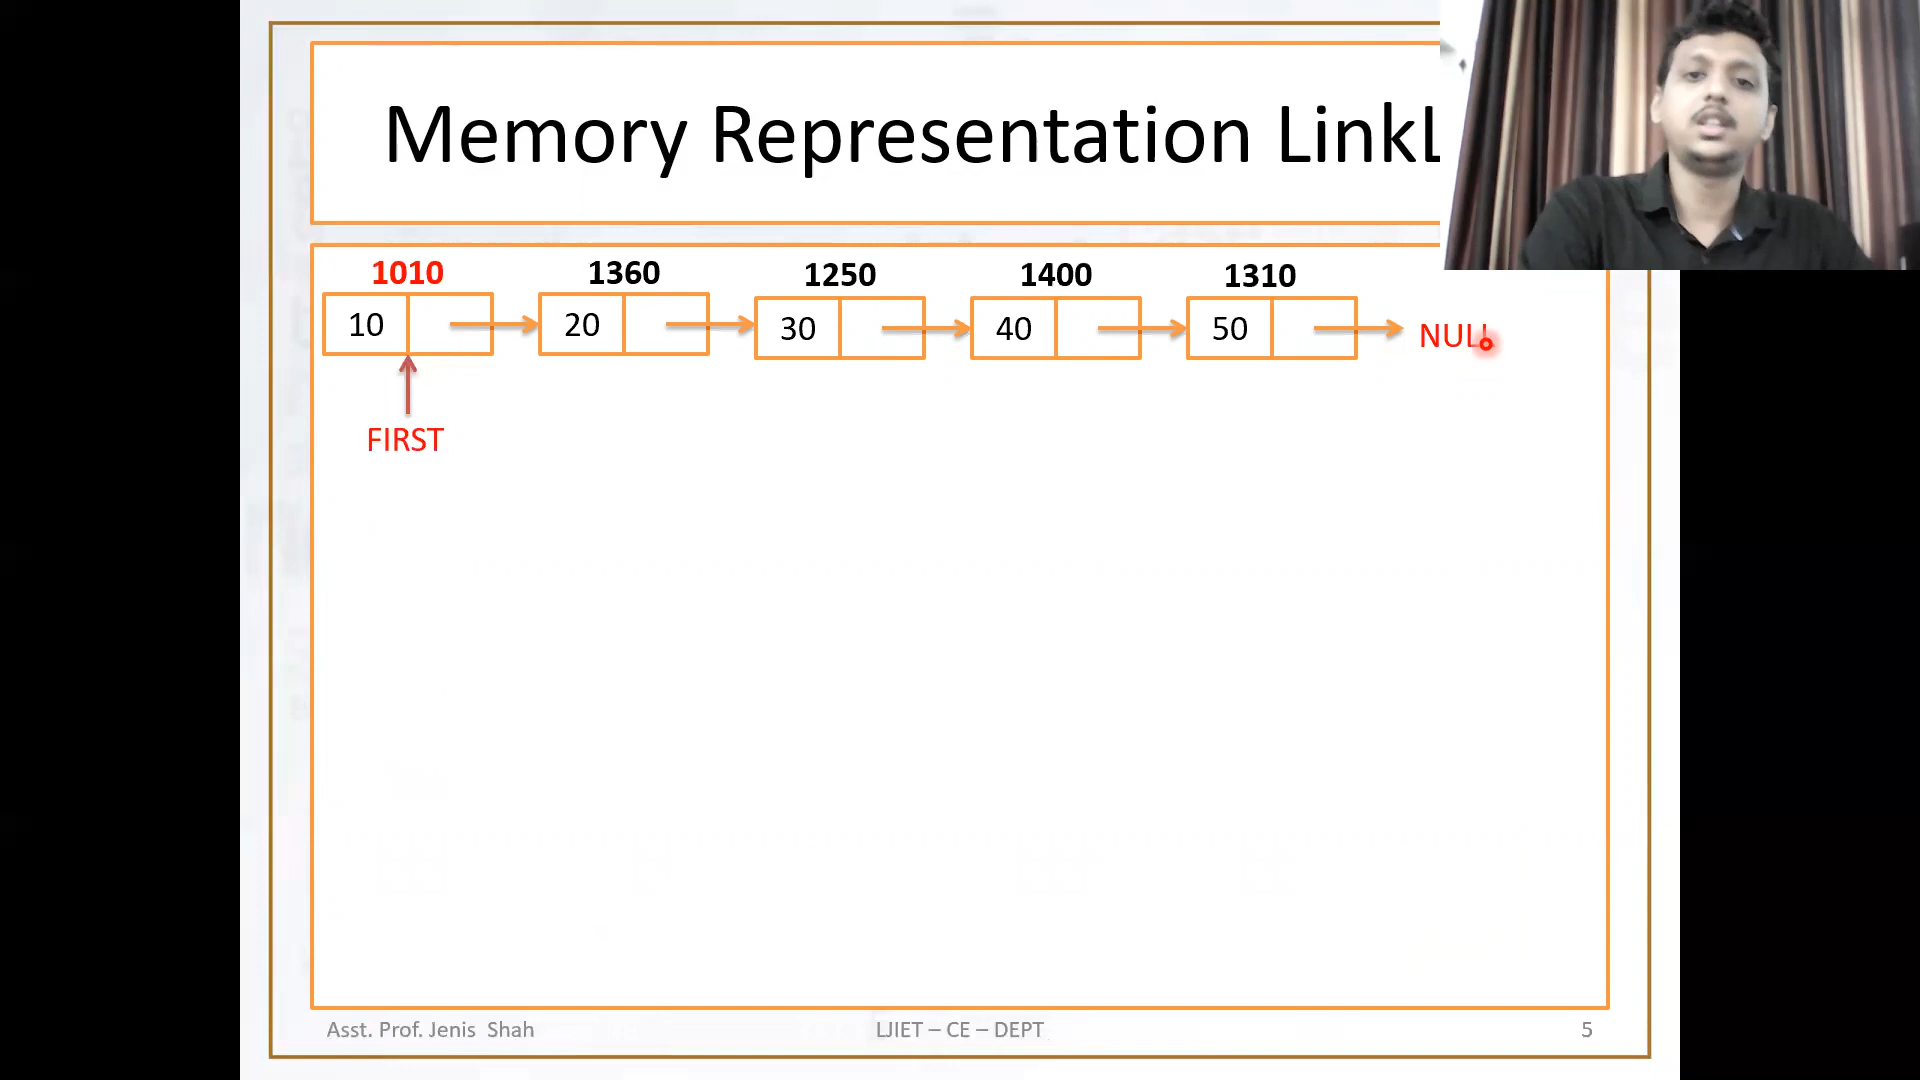 Memory Representation LinkL
1010 1360 1250 1400 1310
10 20 30 40 50 NULL
FIRST
Asst. Prof. Jenis Shah LJIET – CE – DEPT 5